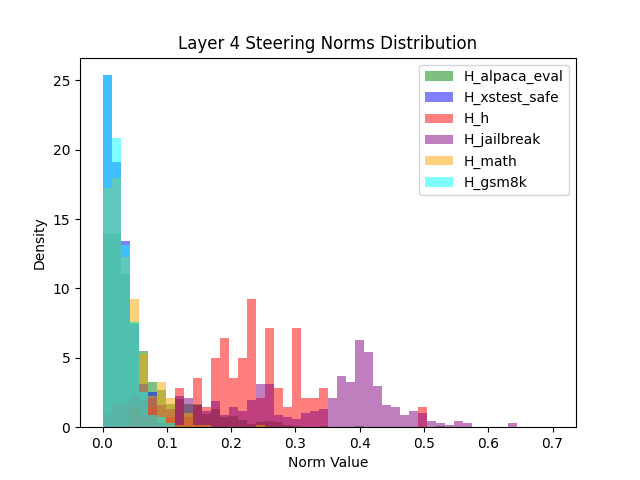 Layer 4 Steering Norms Distribution
H_alpaca_eval
H_xstest_safe
H_h
H_jailbreak
H_math
H_gsm8k
Density
25
20
15
10
5
0
0.0 0.1 0.2 0.3 0.4 0.5 0.6 0.7
Norm Value